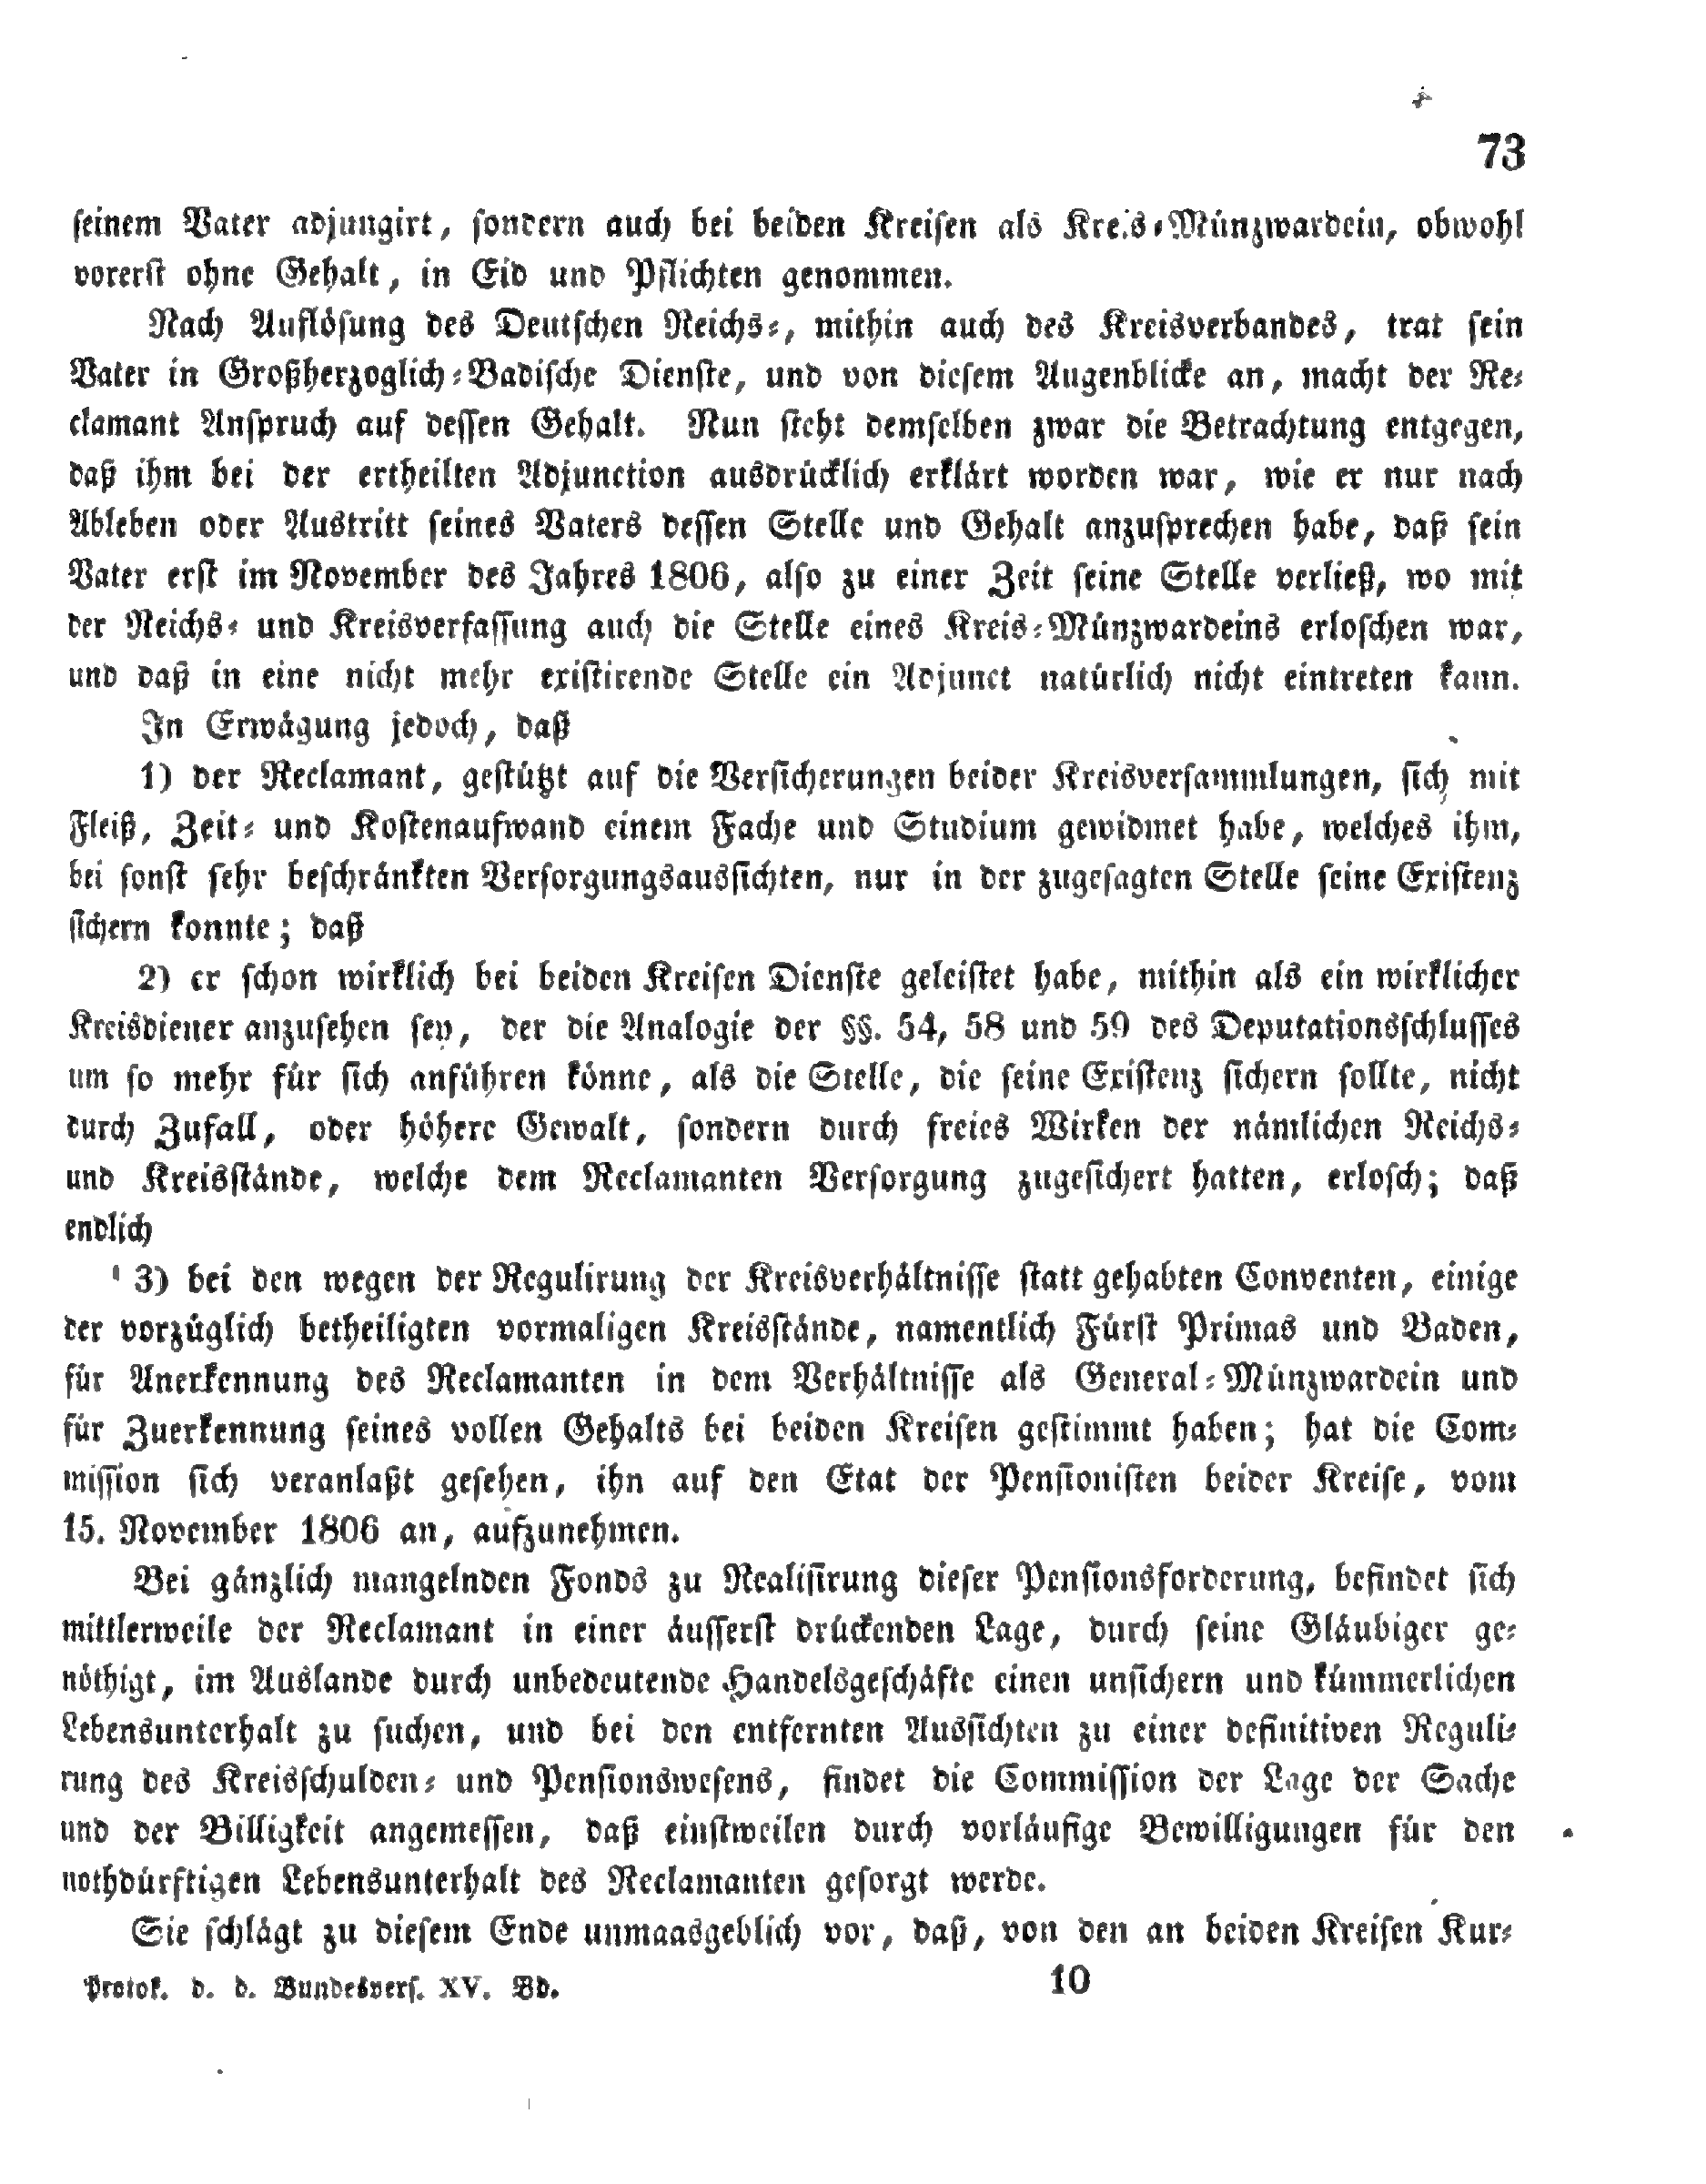 73
seinem Vater adjungirt, sondern auch bei beiden Kreisen als Kreis-Münzwardein, obwohl
vorerst ohne Gehalt, in Eid und Pflichten genommen.
Nach Auflösung des Deutschen Reichs-, mithin auch des Kreisverbandes, trat sein
Vater in Großherzoglich-Badische Dienste, und von diesem Augenblicke an, macht der Re-
clamant Anspruch auf dessen Gehalt. Nun steht demselben zwar die Betrachtung entgegen,
daß ihm bei der ertheilten Adjunction ausdrücklich erklärt worden war, wie er nur nach
Ableben oder Austritt seines Vaters dessen Stelle und Gehalt anzusprechen habe, daß sein
Vater erst im November des Jahres 1806, also zu einer Zeit seine Stelle verließ, wo mit
der Reichs- und Kreisverfassung auch die Stelle eines Kreis-Münzwardeins erloschen war,
und daß in eine nicht mehr existirende Stelle ein Adjunct natürlich nicht eintreten kann.
In Erwägung jedoch, daß
1) der Reclamant, gestützt auf die Versicherungen beider Kreisversammlungen, sich mit
Fleiß, Zeit- und Kostenaufwand einem Fache und Studium gewidmet habe, welches ihm,
bei sonst sehr beschränkten Versorgungsaussichten, nur in der zugesagten Stelle seine Existenz
sichern konnte; daß
2) er schon wirklich bei beiden Kreisen Dienste geleistet habe, mithin als ein wirklicher
Kreisdiener anzusehen sey, der die Analogie der §§. 54, 58 und 59 des Deputationsschlusses
um so mehr für sich anführen könne, als die Stelle, die seine Existenz sichern sollte, nicht
durch Zufall, oder höhere Gewalt, sondern durch freies Wirken der nämlichen Reichs-
und Kreisstände, welche dem Reclamanten Versorgung zugesichert hatten, erlosch; daß
endlich
3) bei den wegen der Regulirung der Kreisverhältnisse statt gehabten Conventen, einige
der vorzüglich betheiligten vormaligen Kreisstände, namentlich Fürst Primas und Baden,
für Anerkennung des Reclamanten in dem Verhältnisse als General-Münzwardein und
für Zuerkennung seines vollen Gehalts bei beiden Kreisen gestimmt haben; hat die Com-
mission sich veranlaßt gesehen, ihn auf den Etat der Pensionisten beider Kreise, vom
15. November 1806 an, aufzunehmen.
Bei gänzlich mangelnden Fonds zu Realisirung dieser Pensionsforderung, befindet sich
mittlerweile der Reclamant in einer äusserst drückenden Lage, durch seine Gläubiger ge-
nöthigt, im Auslande durch unbedeutende Handelsgeschäfte einen unsichern und kümmerlichen
Lebensunterhalt zu suchen, und bei den entfernten Aussichten zu einer definitiven Reguli-
rung des Kreisschulden- und Pensionswesens, findet die Commission der Lage der Sache
und der Billigkeit angemessen, daß einstweilen durch vorläufige Bewilligungen für den
nothdürftigen Lebensunterhalt des Reclamanten gesorgt werde.
Sie schlägt zu diesem Ende unmaasgeblich vor, daß, von den an beiden Kreisen Kur-
Protok. d. d. Bundesvers. XV. Bd. 10